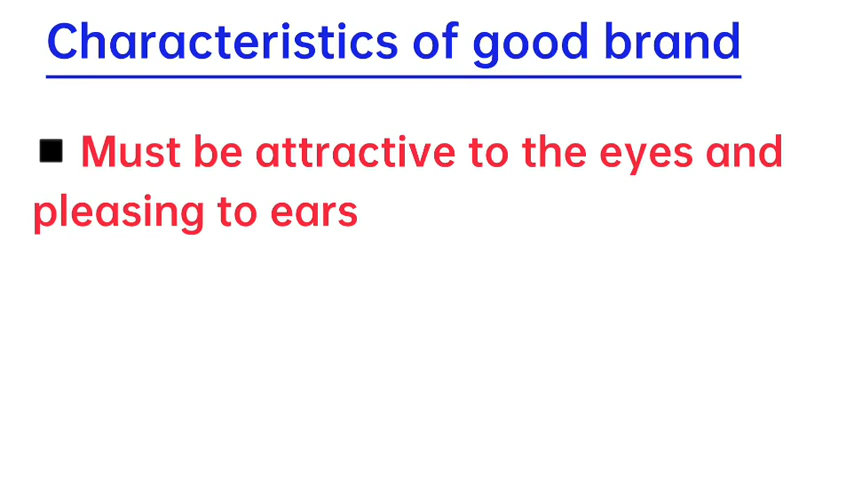 Characteristics of good brand
Must be attractive to the eyes and
pleasing to ears